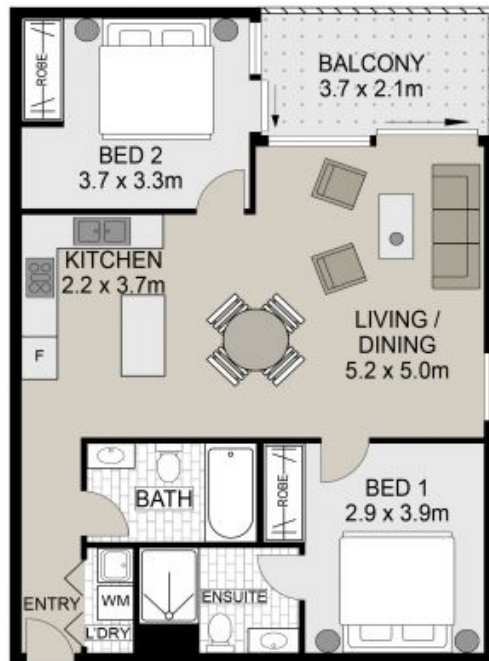 ROBE
BALCONY
3.7 x 2.1m
BED 2
3.7 x 3.3m
KITCHEN
2.2 x 3.7m
F
LIVING /
DINING
5.2 x 5.0m
BATH
ROBE
BED 1
2.9 x 3.9m
ENTRY
WM
L'DRY
ENSUITE